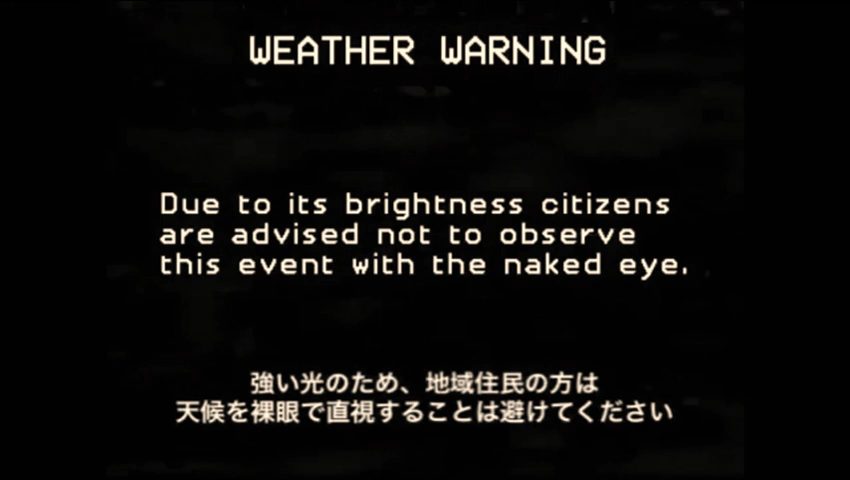 WEATHER WARNING
Due to its brightness citizens
are advised not to observe
this event with the naked eye.
強い光のため、地域住民の方は
天候を裸眼で直視することは避けてください